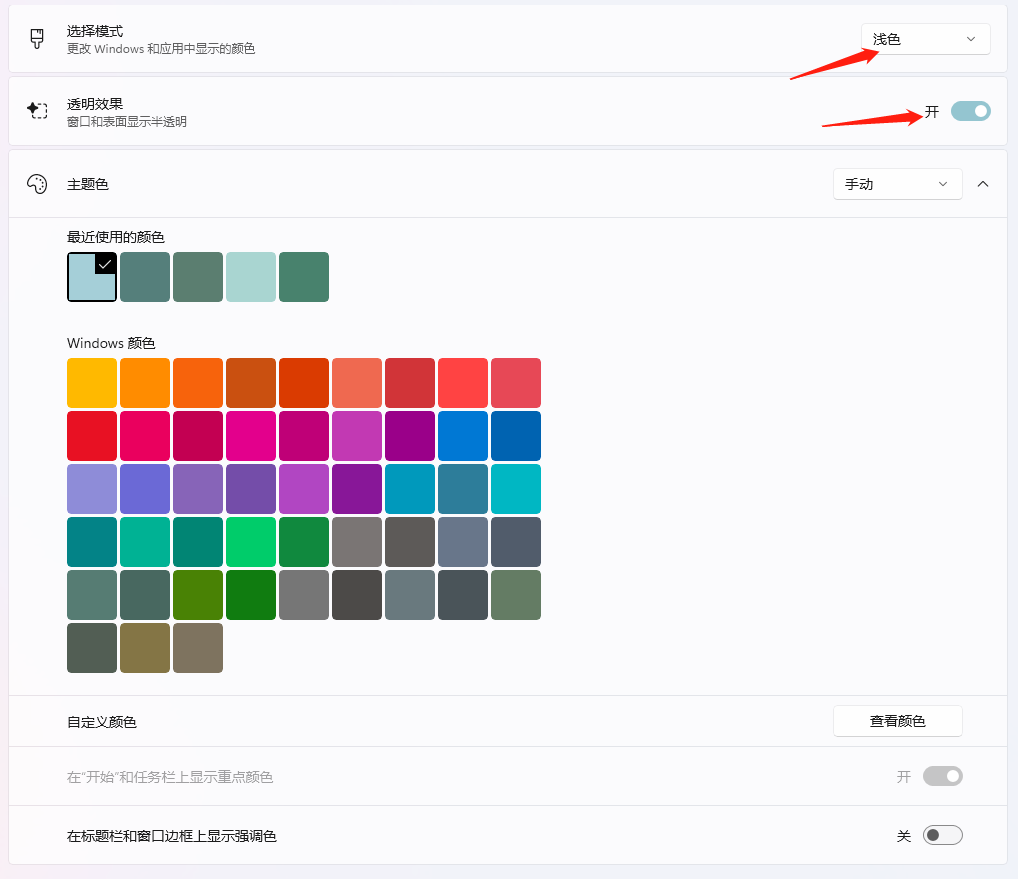 选择模式
更改 Windows 和应用中显示的颜色
浅色
透明效果
窗口和表面显示半透明
开
主题色
手动
最近使用的颜色
Windows 颜色
自定义颜色
查看颜色
在"开始"和任务栏上显示重点颜色
开
在标题栏和窗口边框上显示强调色
关